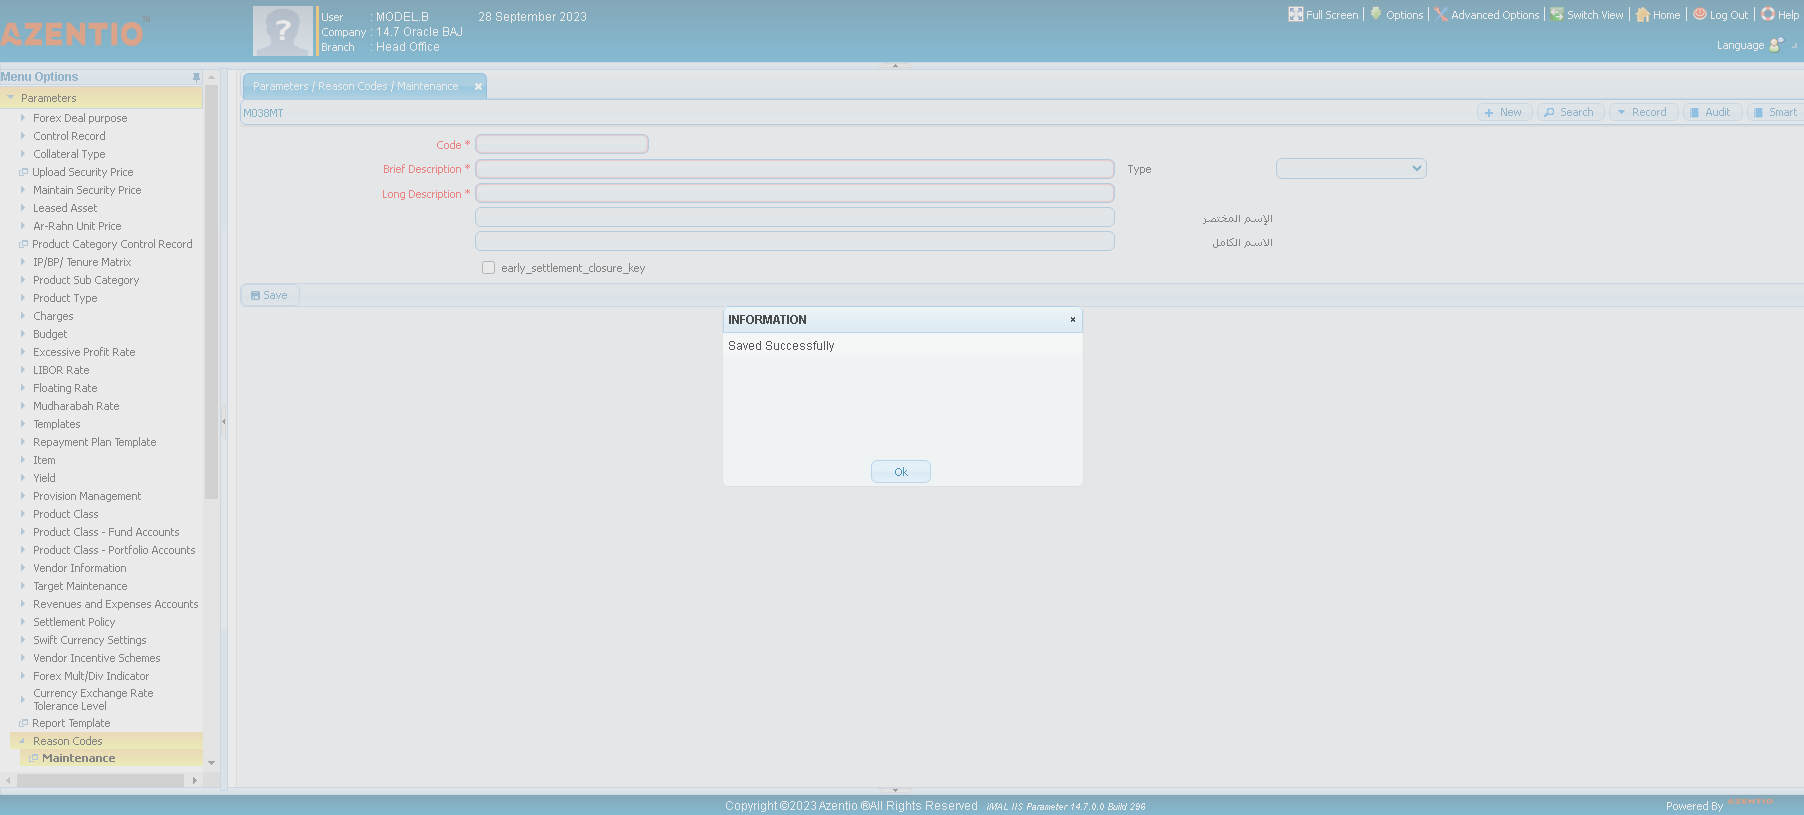 AZENTIO™
User : MODEL.B 28 September 2023
Company : 14.7 Oracle BAJ
Branch : Head Office
Full Screen Options Advanced Options Switch View Home Log Out Help
Language
Menu Options
Parameters
Forex Deal purpose
Control Record
Collateral Type
Upload Security Price
Maintain Security Price
Leased Asset
Ar-Rahn Unit Price
Product Category Control Record
IP/BP/ Tenure Matrix
Product Sub Category
Product Type
Charges
Budget
Excessive Profit Rate
LIBOR Rate
Floating Rate
Mudharabah Rate
Templates
Repayment Plan Template
Item
Yield
Provision Management
Product Class
Product Class - Fund Accounts
Product Class - Portfolio Accounts
Vendor Information
Target Maintenance
Revenues and Expenses Accounts
Settlement Policy
Swift Currency Settings
Vendor Incentive Schemes
Forex Mult/Div Indicator
Currency Exchange Rate
Tolerance Level
Report Template
Reason Codes
Maintenance
Parameters / Reason Codes / Maintenance
M038MT
New Search Record Audit Smart
Code *
Brief Description * Type
Long Description *
الإسم المختصر
الاسم الكامل
early_settlement_closure_key
Save
INFORMATION
Saved Successfully
Ok
Copyright ©2023 Azentio ®All Rights Reserved iMAL IIS Parameter 14.7.0.0 Build 296
Powered By AZENTIO